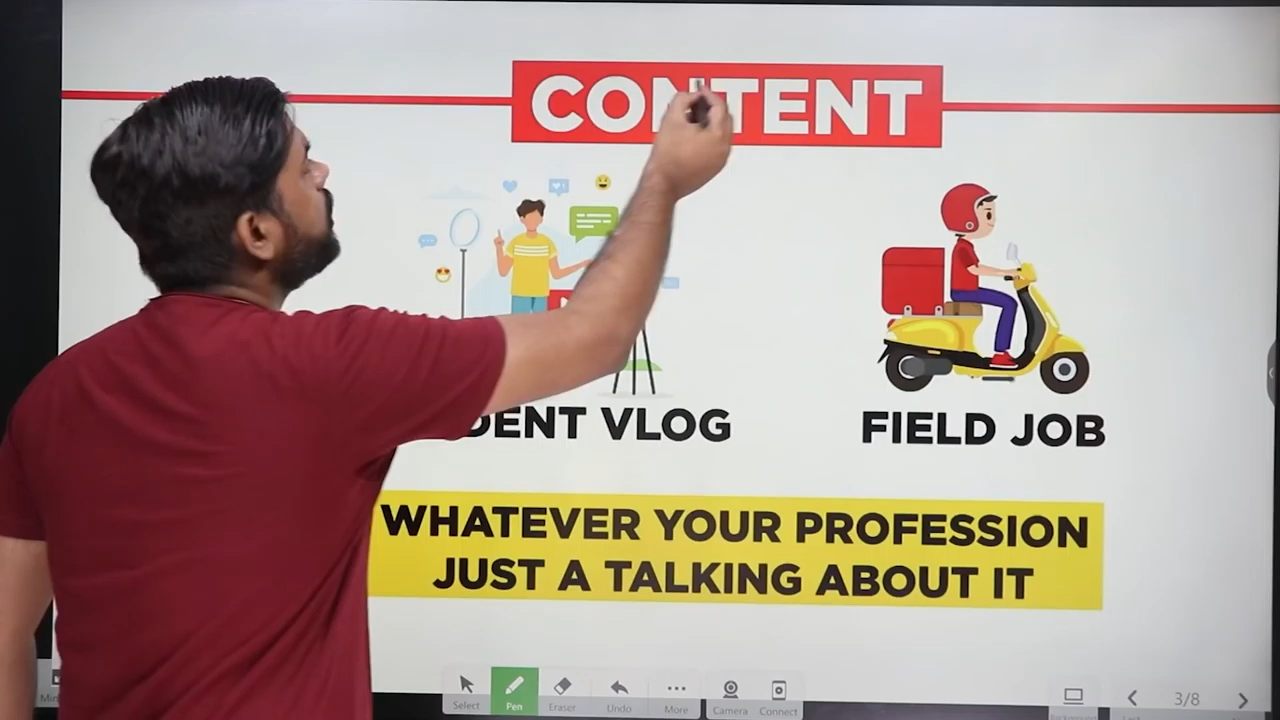 CONTENT
DENT VLOG
FIELD JOB
WHATEVER YOUR PROFESSION
JUST A TALKING ABOUT IT
Select
Pen
Eraser
Undo
More
Camera
Connect
3/8